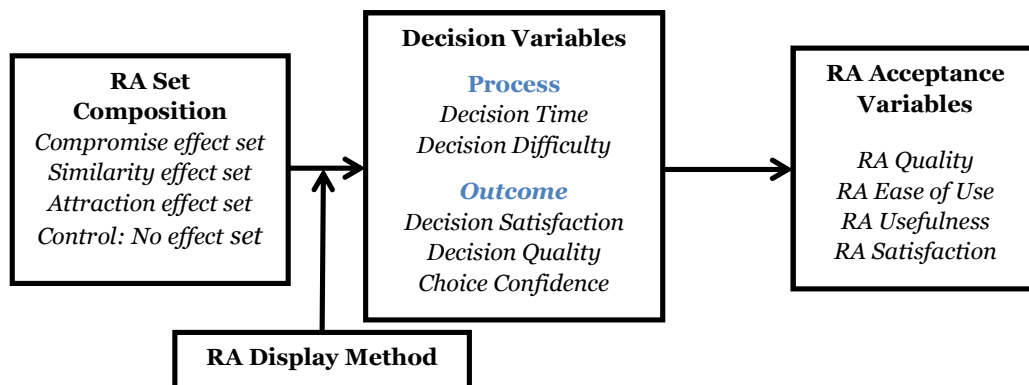 RA Set
Composition
Compromise effect set
Similarity effect set
Attraction effect set
Control: No effect set
Decision Variables
Process
Decision Time
Decision Difficulty
Outcome
Decision Satisfaction
Decision Quality
Choice Confidence
RA Acceptance
Variables
RA Quality
RA Ease of Use
RA Usefulness
RA Satisfaction
RA Display Method